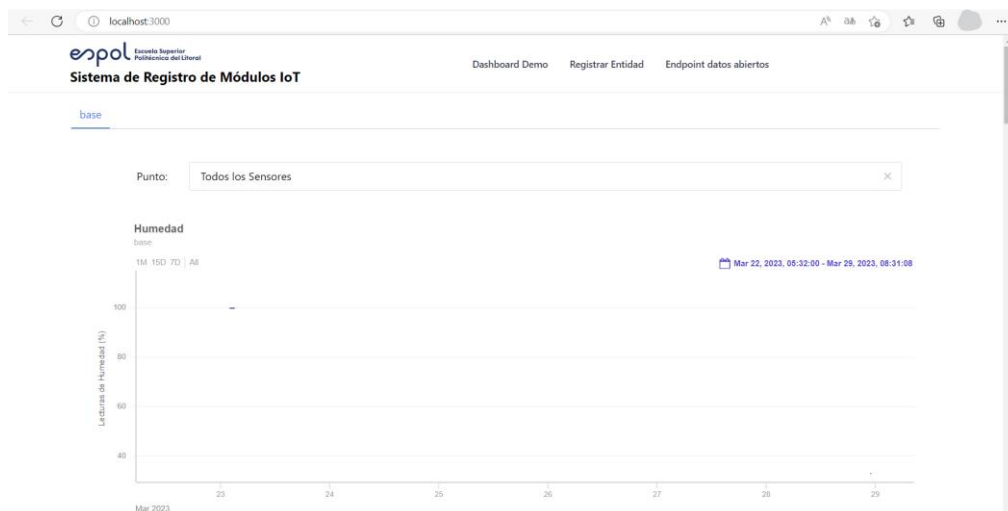 localhost:3000
espol Escuela Superior
Politécnica del Litoral
Sistema de Registro de Módulos IoT
Dashboard Demo Registrar Entidad Endpoint datos abiertos
base
Punto: Todos los Sensores
Humedad
base
1M 15D 7D All
Mar 22, 2023, 05:32:00 - Mar 29, 2023, 08:31:08
Lecturas de Humedad (%)
100
80
60
40
23 24 25 26 27 28 29
Mar 2023